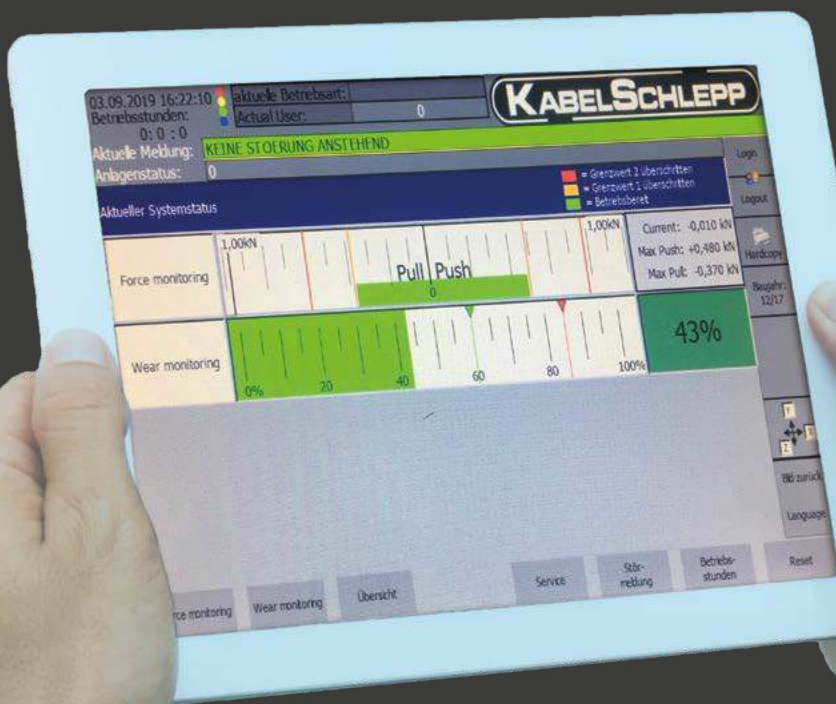 03.09.2019 16:22:10
Betriebsstunden:
0: 0 : 0
aktuelle Betriebsart:
Actual User: 0
KABELSCHLEPP
Aktuelle Meldung: KEINE STOERUNG ANSTEHEND
Anlagenstatus: 0
Login
Aktueller Systemstatus
= Grenzwert 2 überschritten
= Grenzwert 1 überschritten
= Betriebsbereit
Logout
Force monitoring
1,00kN
Pull Push
0
1,00kN
Current: -0,010 kN
Max Push: +0,480 kN
Max Pull: -0,370 kN
Hardcopy
Baujahr:
12/17
Wear monitoring
0% 20 40 60 80 100%
43%
Y
X
Z
Bild zurück
Language
rce monitoring
Wear monitoring
Übersicht
Service
Stör-
meldung
Betriebs-
stunden
Reset